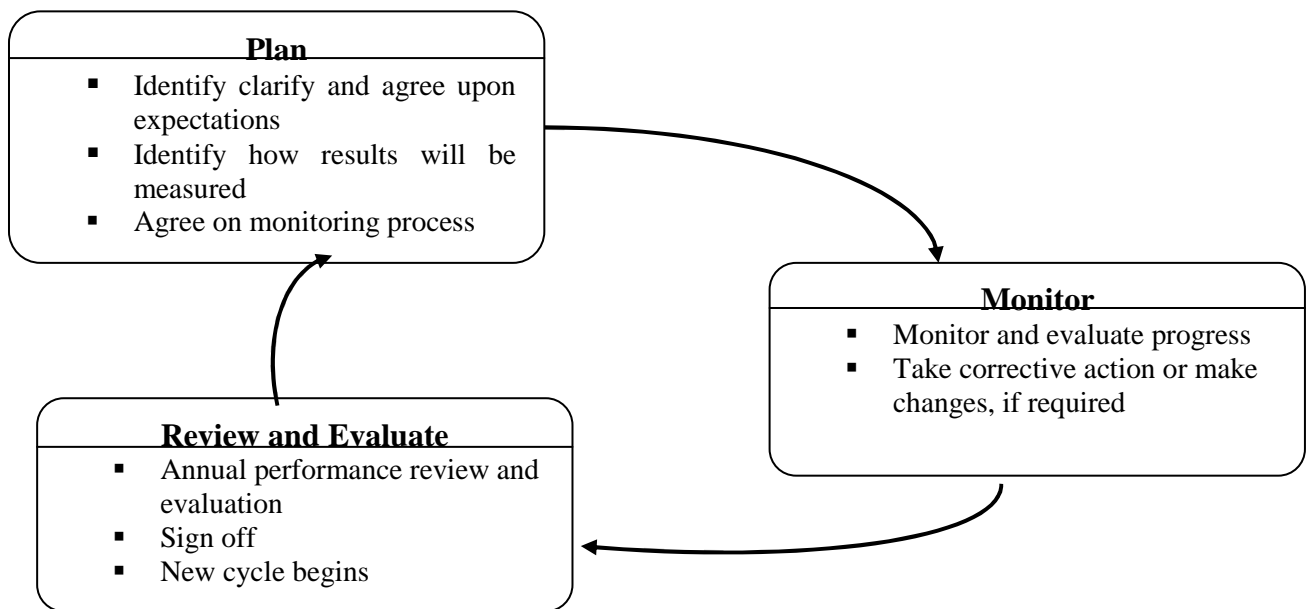 Plan
▪ Identify clarify and agree upon
expectations
▪ Identify how results will be
measured
▪ Agree on monitoring process
Monitor
▪ Monitor and evaluate progress
▪ Take corrective action or make
changes, if required
Review and Evaluate
▪ Annual performance review and
evaluation
▪ Sign off
▪ New cycle begins